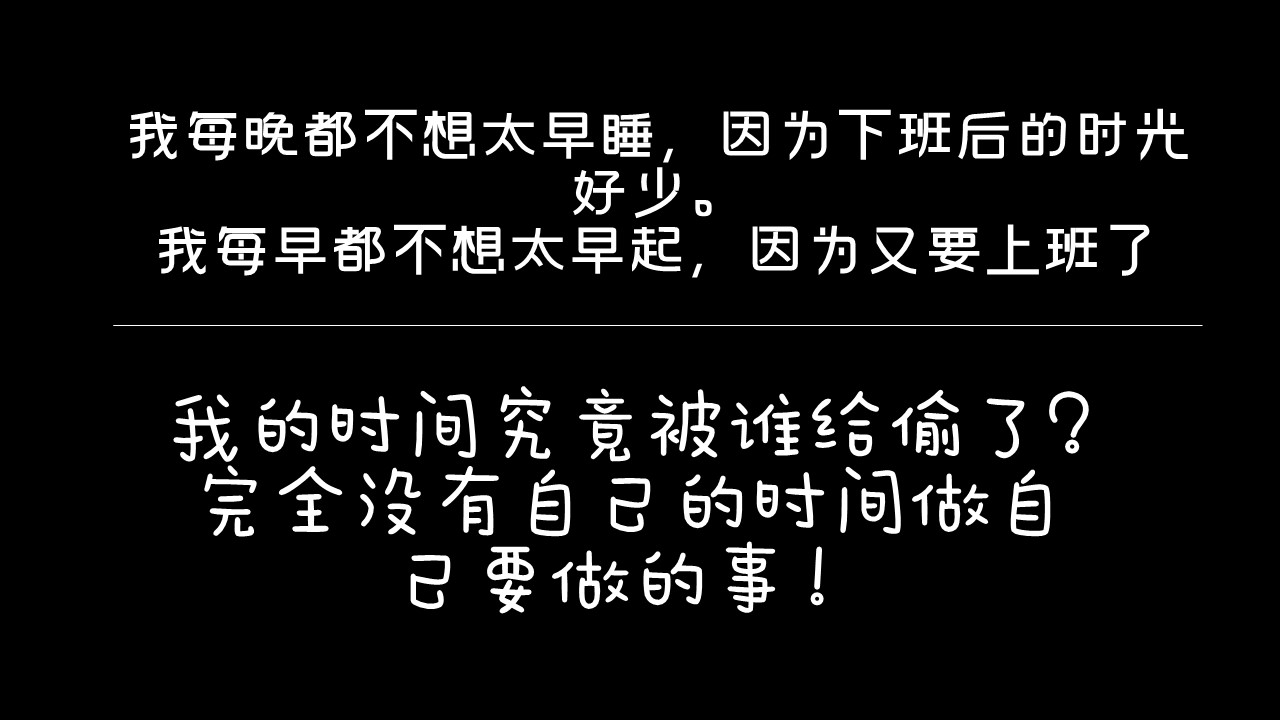 我每晚都不想太早睡，因为下班后的时光
好少。
我每早都不想太早起，因为又要上班了
我的时间究竟被谁给偷了？
完全没有自己的时间做自
己要做的事！